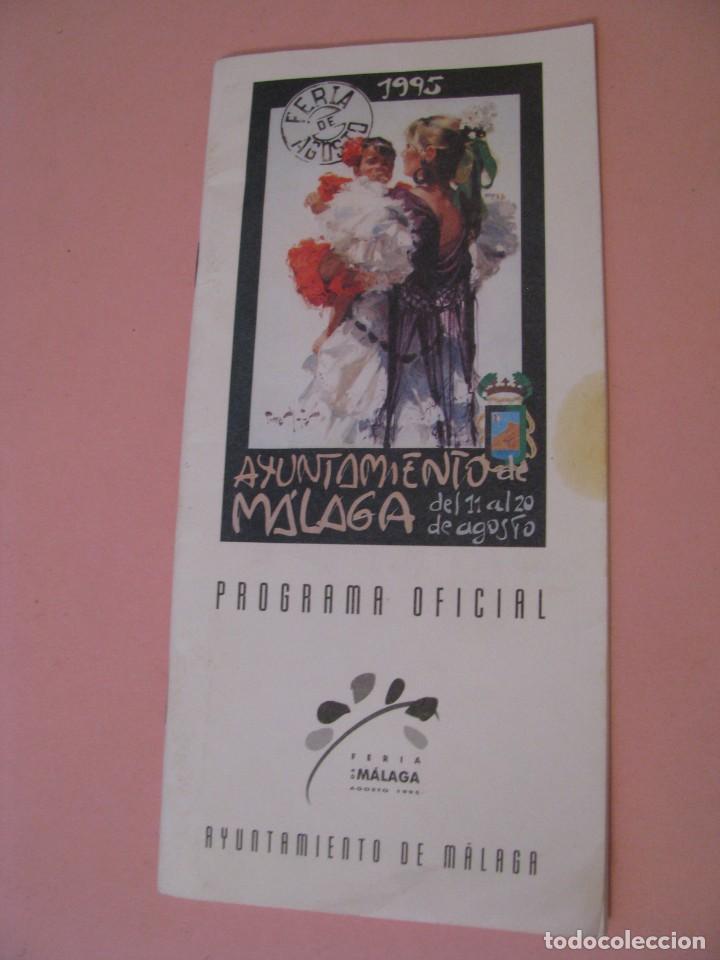 1995
FERIA
DE
AGOSTO
AYUNTAMIENTO de
MÁLAGA del 11 al 20
de agosto
PROGRAMA OFICIAL
FERIA
DE MÁLAGA
AGOSTO 1995
AYUNTAMIENTO DE MÁLAGA
todocoleccion